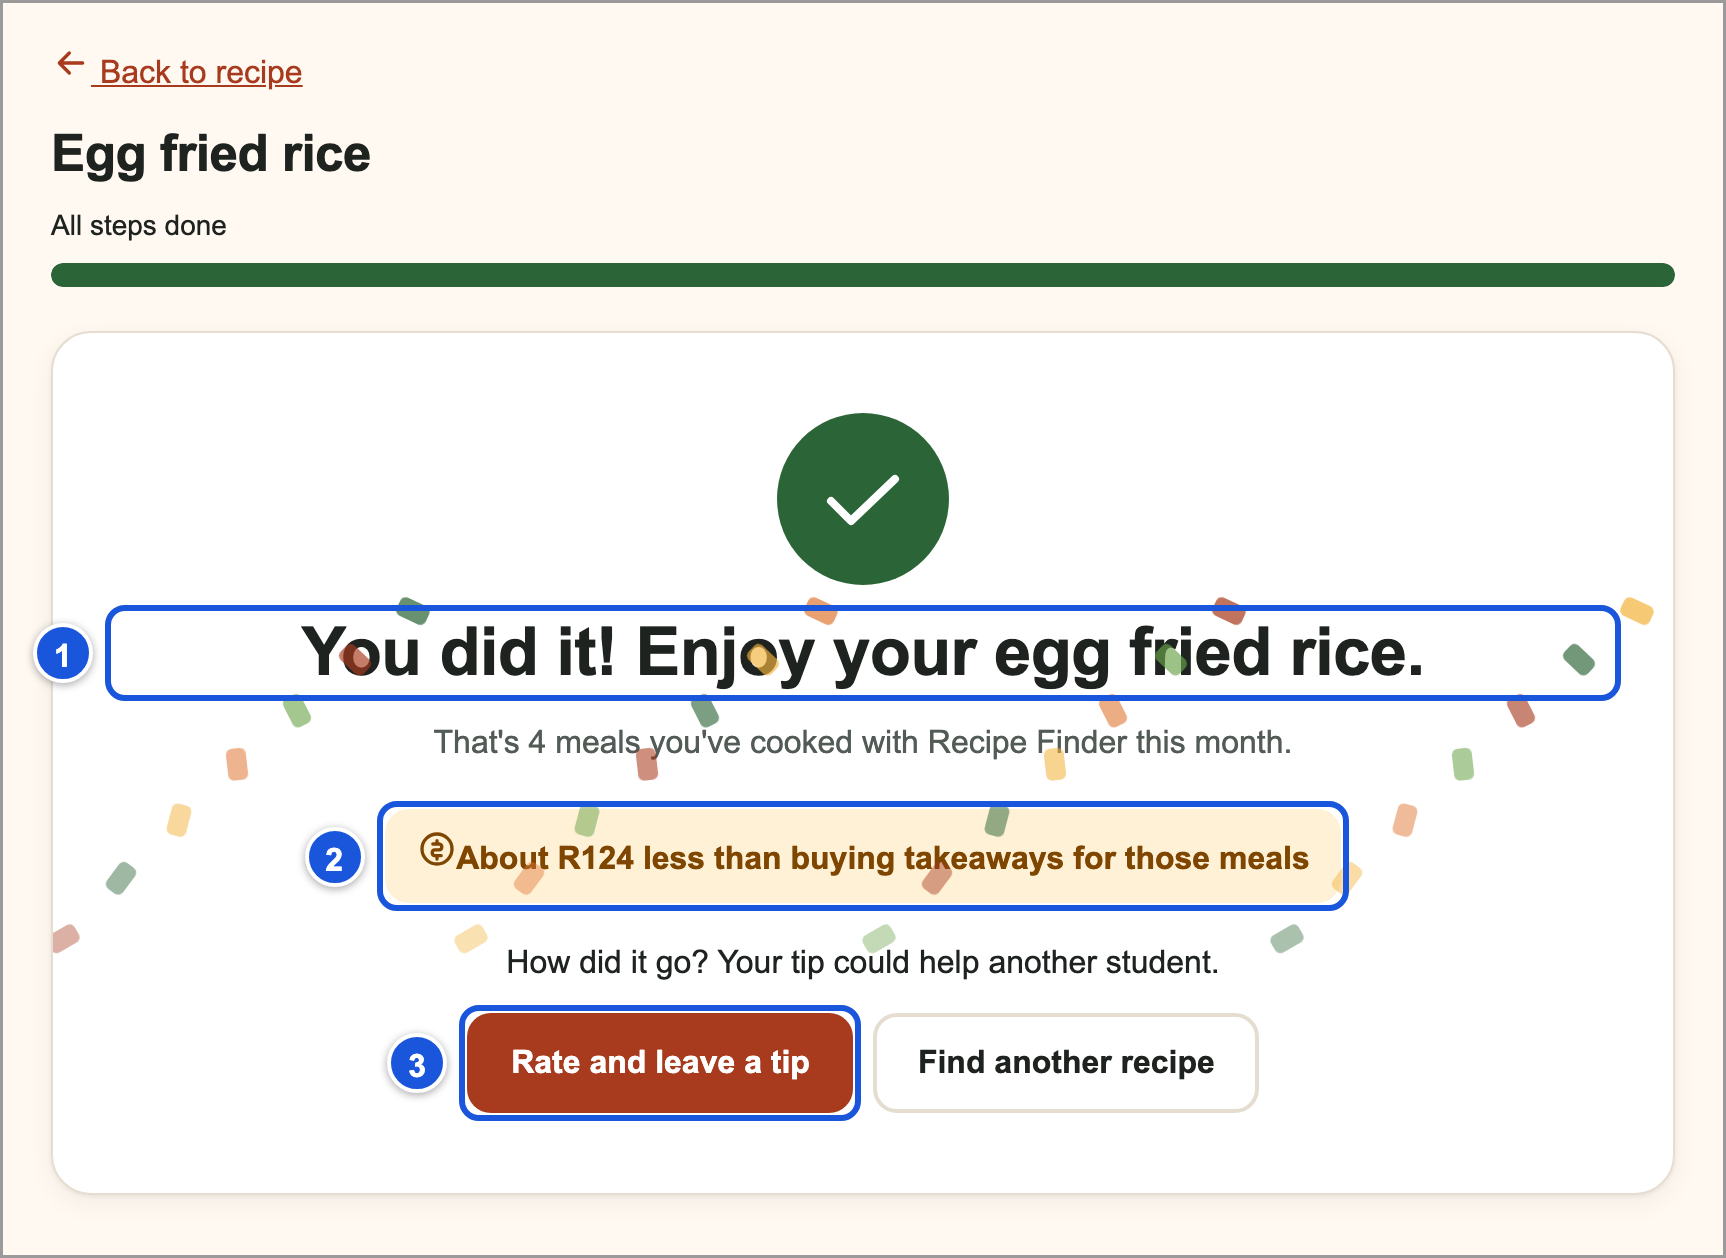 Back to recipe
Egg fried rice
All steps done
1
You did it! Enjoy your egg fried rice.
That's 4 meals you've cooked with Recipe Finder this month.
2
About R124 less than buying takeaways for those meals
How did it go? Your tip could help another student.
3
Rate and leave a tip
Find another recipe